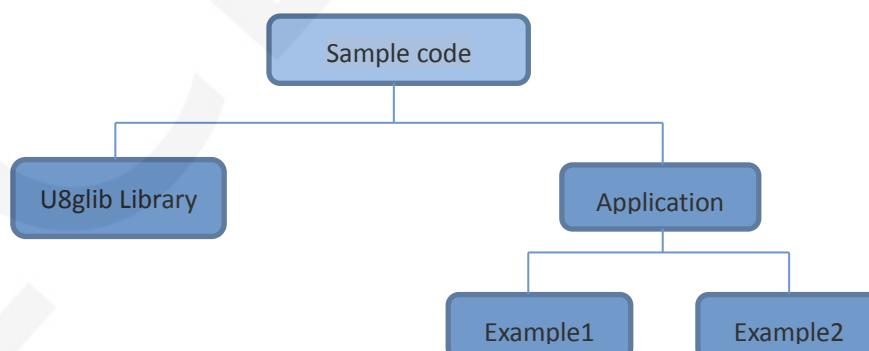 Sample code
U8glib Library
Application
Example1
Example2